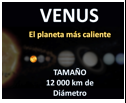 VENUS
El planeta más caliente
TAMAÑO
12 000 km de
Diámetro